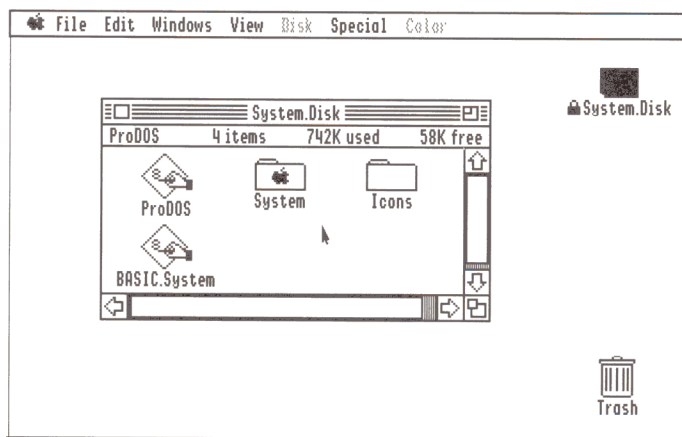 File Edit Windows View Disk Special Color
System.Disk
ProDOS 4 items 742K used 58K free
ProDOS
System
Icons
BASIC.System
System.Disk
Trash